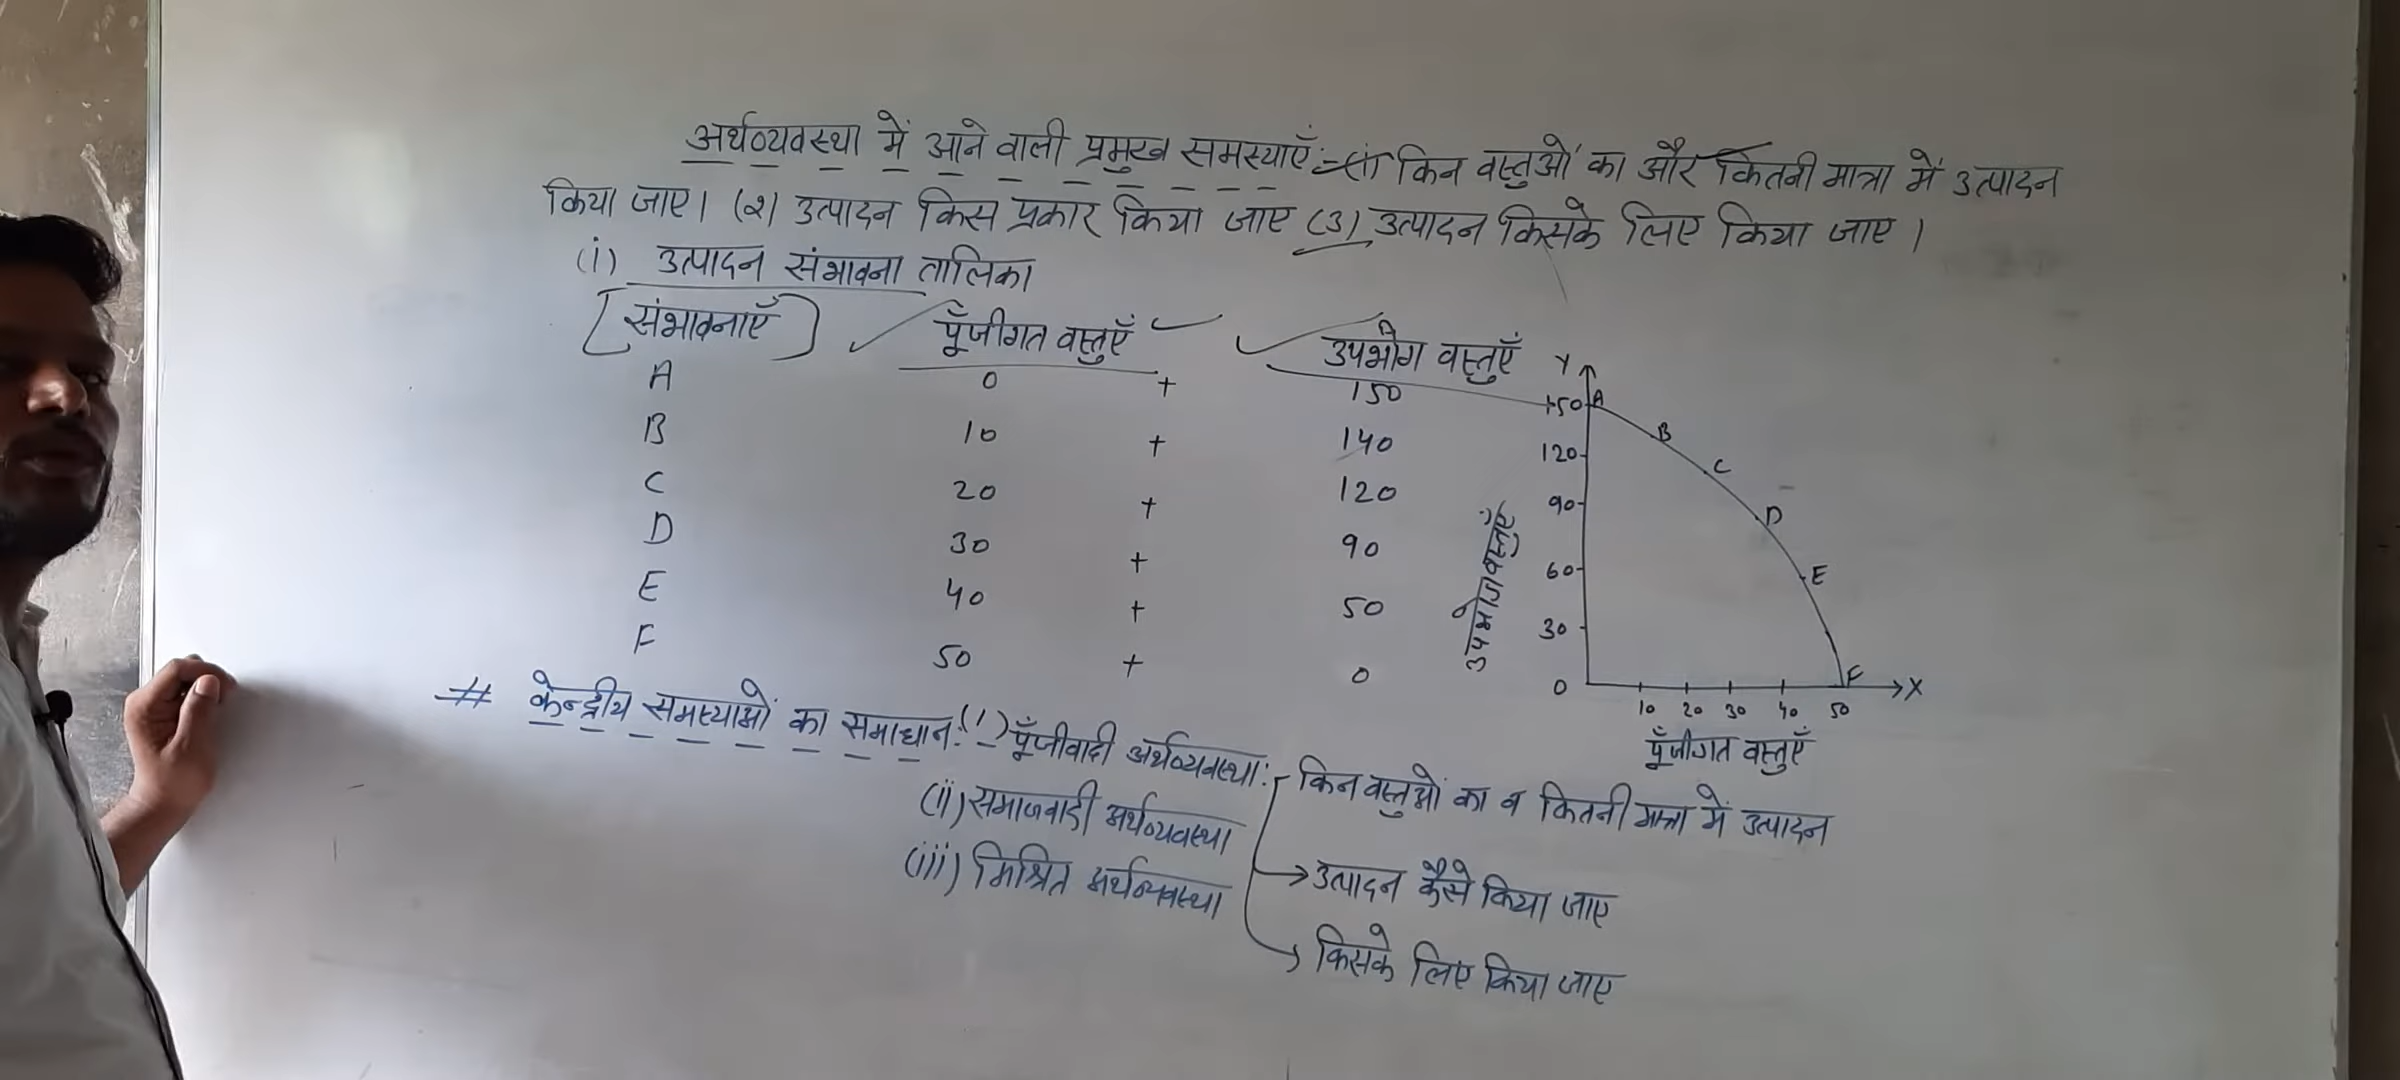 अर्थव्यवस्था में आने वाली प्रमुख समस्याएँ:- (1) किन वस्तुओं का और कितनी मात्रा में उत्पादन
किया जाए। (2) उत्पादन किस प्रकार किया जाए (3) उत्पादन किसके लिए किया जाए।
(i) उत्पादन संभावना तालिका
[संभावनाएँ] पूँजीगत वस्तुएँ उपभोग वस्तुएँ
A 0 + 150
B 10 + 140
C 20 + 120
D 30 + 90
E 40 + 50
F 50 + 0
Y
150 A
B
120 C
90 D
60 E
30
0 F X
10 20 30 40 50
पूँजीगत वस्तुएँ
# केन्द्रीय समस्याओं का समाधान:- (i) पूँजीवादी अर्थव्यवस्था:- किन वस्तुओं का व कितनी मात्रा में उत्पादन
(ii) समाजवादी अर्थव्यवस्था
→ उत्पादन कैसे किया जाए
(iii) मिश्रित अर्थव्यवस्था
→ किसके लिए किया जाए